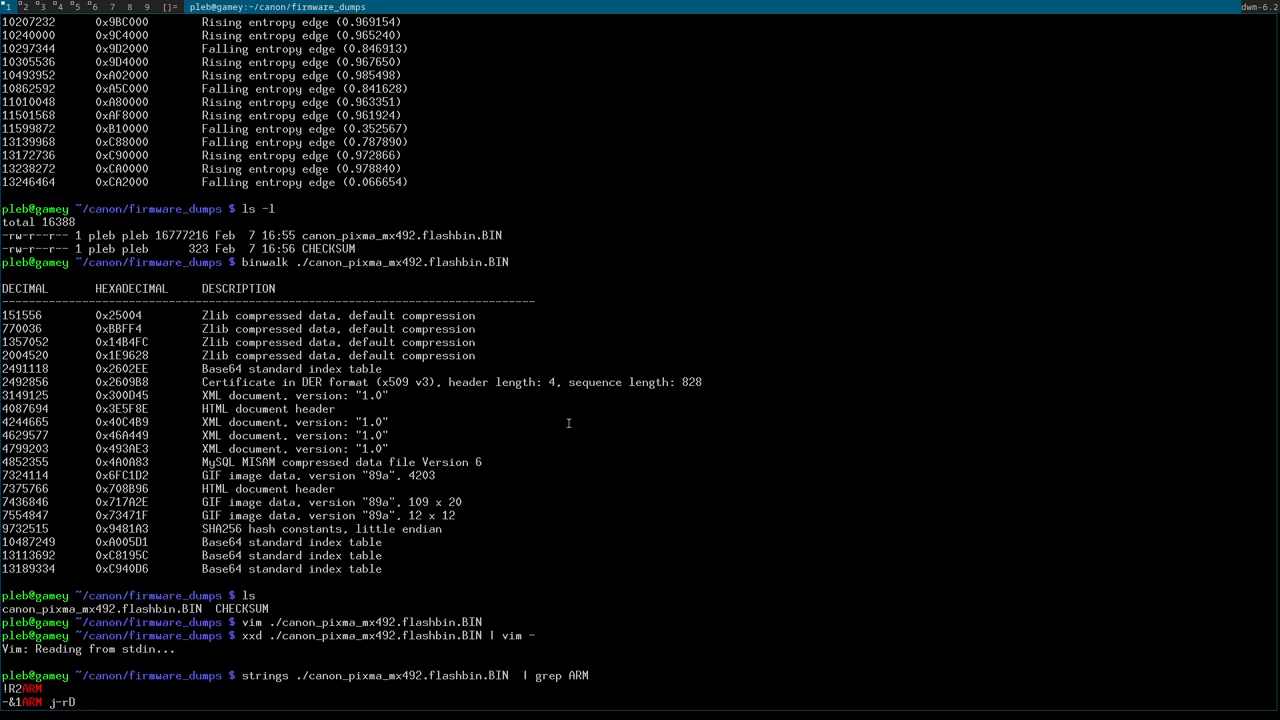 1 2 3 4 5 6 7 8 9 []= pleb@gamey:~/canon/firmware_dumps dwm-6.2
10207232 0x9BC000 Rising entropy edge (0.969154)
10240000 0x9C4000 Rising entropy edge (0.965240)
10297344 0x9D2000 Falling entropy edge (0.846913)
10305536 0x9D4000 Rising entropy edge (0.967650)
10493952 0xA02000 Rising entropy edge (0.985498)
10862592 0xA5C000 Falling entropy edge (0.841628)
11010048 0xA80000 Rising entropy edge (0.963351)
11501568 0xAF8000 Rising entropy edge (0.961924)
11599872 0xB10000 Falling entropy edge (0.352567)
13139968 0xC88000 Falling entropy edge (0.787890)
13172736 0xC90000 Rising entropy edge (0.972866)
13238272 0xCA0000 Rising entropy edge (0.978840)
13246464 0xCA2000 Falling entropy edge (0.066654)
pleb@gamey ~/canon/firmware_dumps $ ls -l
total 16388
-rw-r--r-- 1 pleb pleb 16777216 Feb 7 16:55 canon_pixma_mx492.flashbin.BIN
-rw-r--r-- 1 pleb pleb 323 Feb 7 16:56 CHECKSUM
pleb@gamey ~/canon/firmware_dumps $ binwalk ./canon_pixma_mx492.flashbin.BIN
DECIMAL HEXADECIMAL DESCRIPTION
--------------------------------------------------------------------------------
151556 0x25004 Zlib compressed data, default compression
770036 0xBBFF4 Zlib compressed data, default compression
1357052 0x14B4FC Zlib compressed data, default compression
2004520 0x1E9628 Zlib compressed data, default compression
2491118 0x2602EE Base64 standard index table
2492856 0x2609B8 Certificate in DER format (x509 v3), header length: 4, sequence length: 828
3149125 0x300D45 XML document, version: "1.0"
4087694 0x3E5F8E HTML document header
4244665 0x40C4B9 XML document, version: "1.0"
4629577 0x46A449 XML document, version: "1.0"
4799203 0x493AE3 XML document, version: "1.0"
4852355 0x4A0A83 MySQL MISAM compressed data file Version 6
7324114 0x6FC1D2 GIF image data, version "89a", 4203
7375766 0x708B96 HTML document header
7436846 0x717A2E GIF image data, version "89a", 109 x 20
7554847 0x73471F GIF image data, version "89a", 12 x 12
9732515 0x9481A3 SHA256 hash constants, little endian
10487249 0xA005D1 Base64 standard index table
13113692 0xC8195C Base64 standard index table
13189334 0xC940D6 Base64 standard index table
pleb@gamey ~/canon/firmware_dumps $ ls
canon_pixma_mx492.flashbin.BIN CHECKSUM
pleb@gamey ~/canon/firmware_dumps $ vim ./canon_pixma_mx492.flashbin.BIN
pleb@gamey ~/canon/firmware_dumps $ xxd ./canon_pixma_mx492.flashbin.BIN | vim -
Vim: Reading from stdin...
pleb@gamey ~/canon/firmware_dumps $ strings ./canon_pixma_mx492.flashbin.BIN | grep ARM
!R2ARM
-&1ARM j-rD